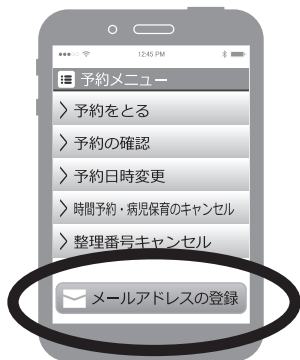 12:45 PM
予約メニュー
予約をとる
予約の確認
予約日時変更
時間予約・病児保育のキャンセル
整理番号キャンセル
メールアドレスの登録